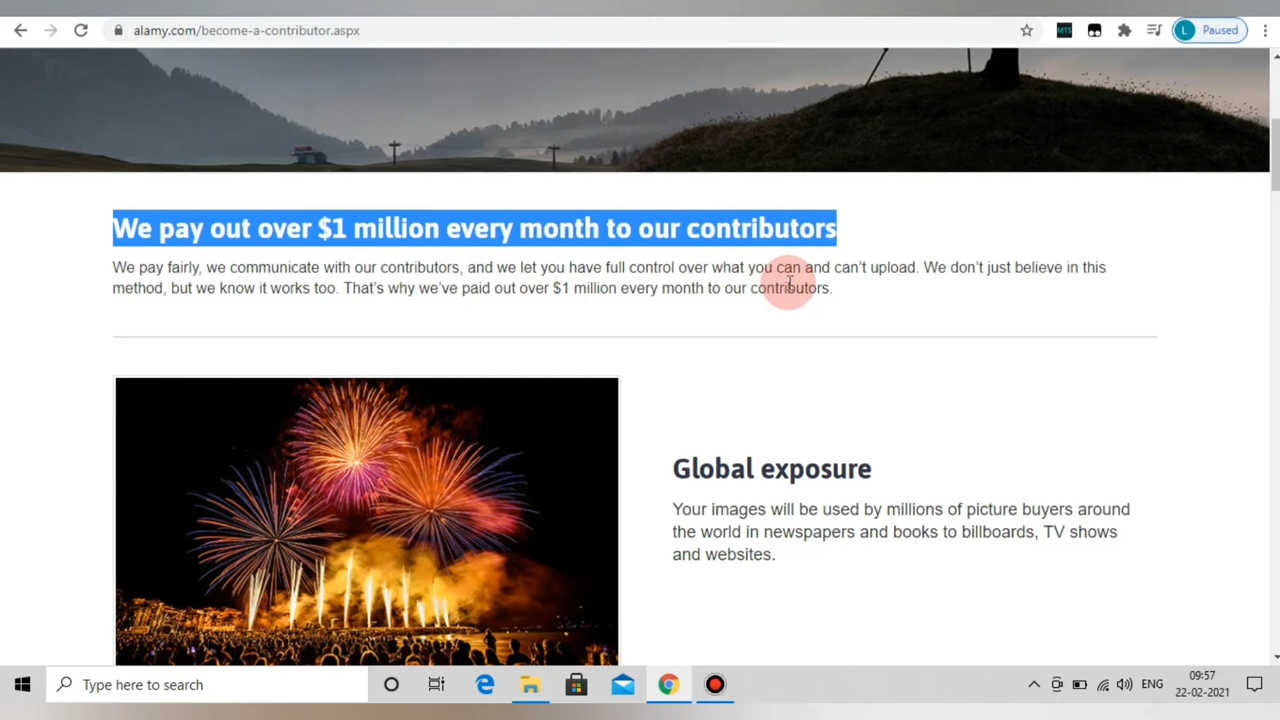 alamy.com/become-a-contributor.aspx
MTS
L Paused
We pay out over $1 million every month to our contributors
We pay fairly, we communicate with our contributors, and we let you have full control over what you can and can’t upload. We don’t just believe in this
method, but we know it works too. That’s why we’ve paid out over $1 million every month to our contributors.
Global exposure
Your images will be used by millions of picture buyers around
the world in newspapers and books to billboards, TV shows
and websites.
Type here to search
ENG
09:57
22-02-2021